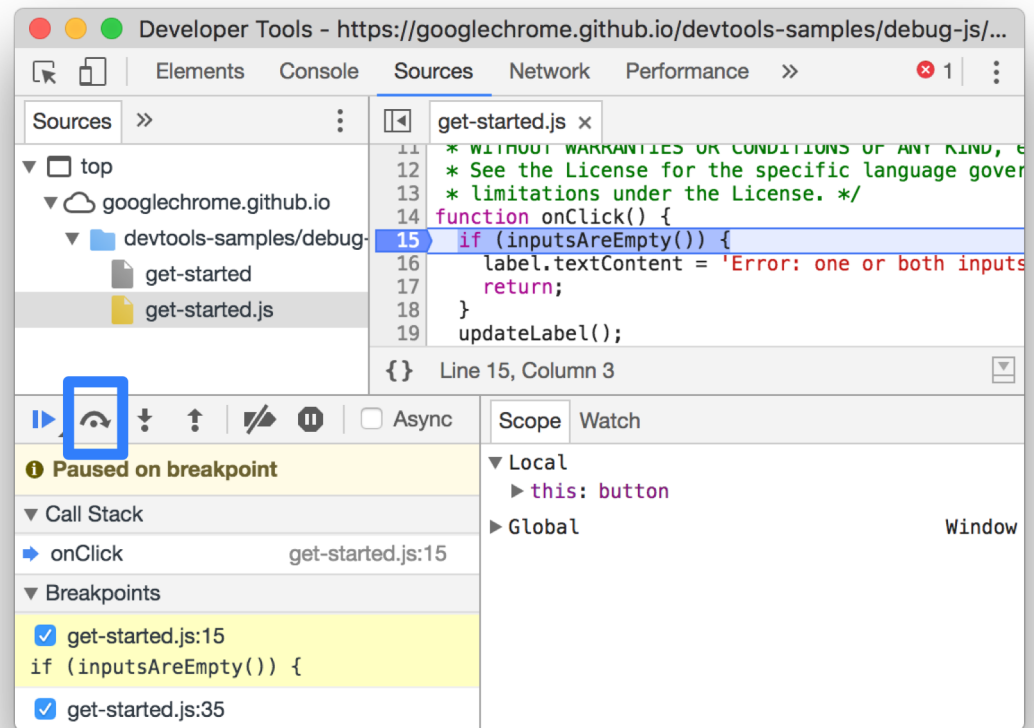 Developer Tools - https://googlechrome.github.io/devtools-samples/debug-js/...
Elements Console Sources Network Performance » 1
Sources »
get-started.js ×
top
googlechrome.github.io
devtools-samples/debug-
get-started
get-started.js
11 * WITHOUT WARRANTIES OR CONDITIONS OF ANY KIND, e
12 * See the License for the specific language gover
13 * limitations under the License. */
14 function onClick() {
15 if (inputsAreEmpty()) {
16 label.textContent = 'Error: one or both inputs
17 return;
18 }
19 updateLabel();
{} Line 15, Column 3
Async
Paused on breakpoint
Call Stack
onClick get-started.js:15
Breakpoints
get-started.js:15
if (inputsAreEmpty()) {
get-started.js:35
Scope Watch
Local
this: button
Global Window